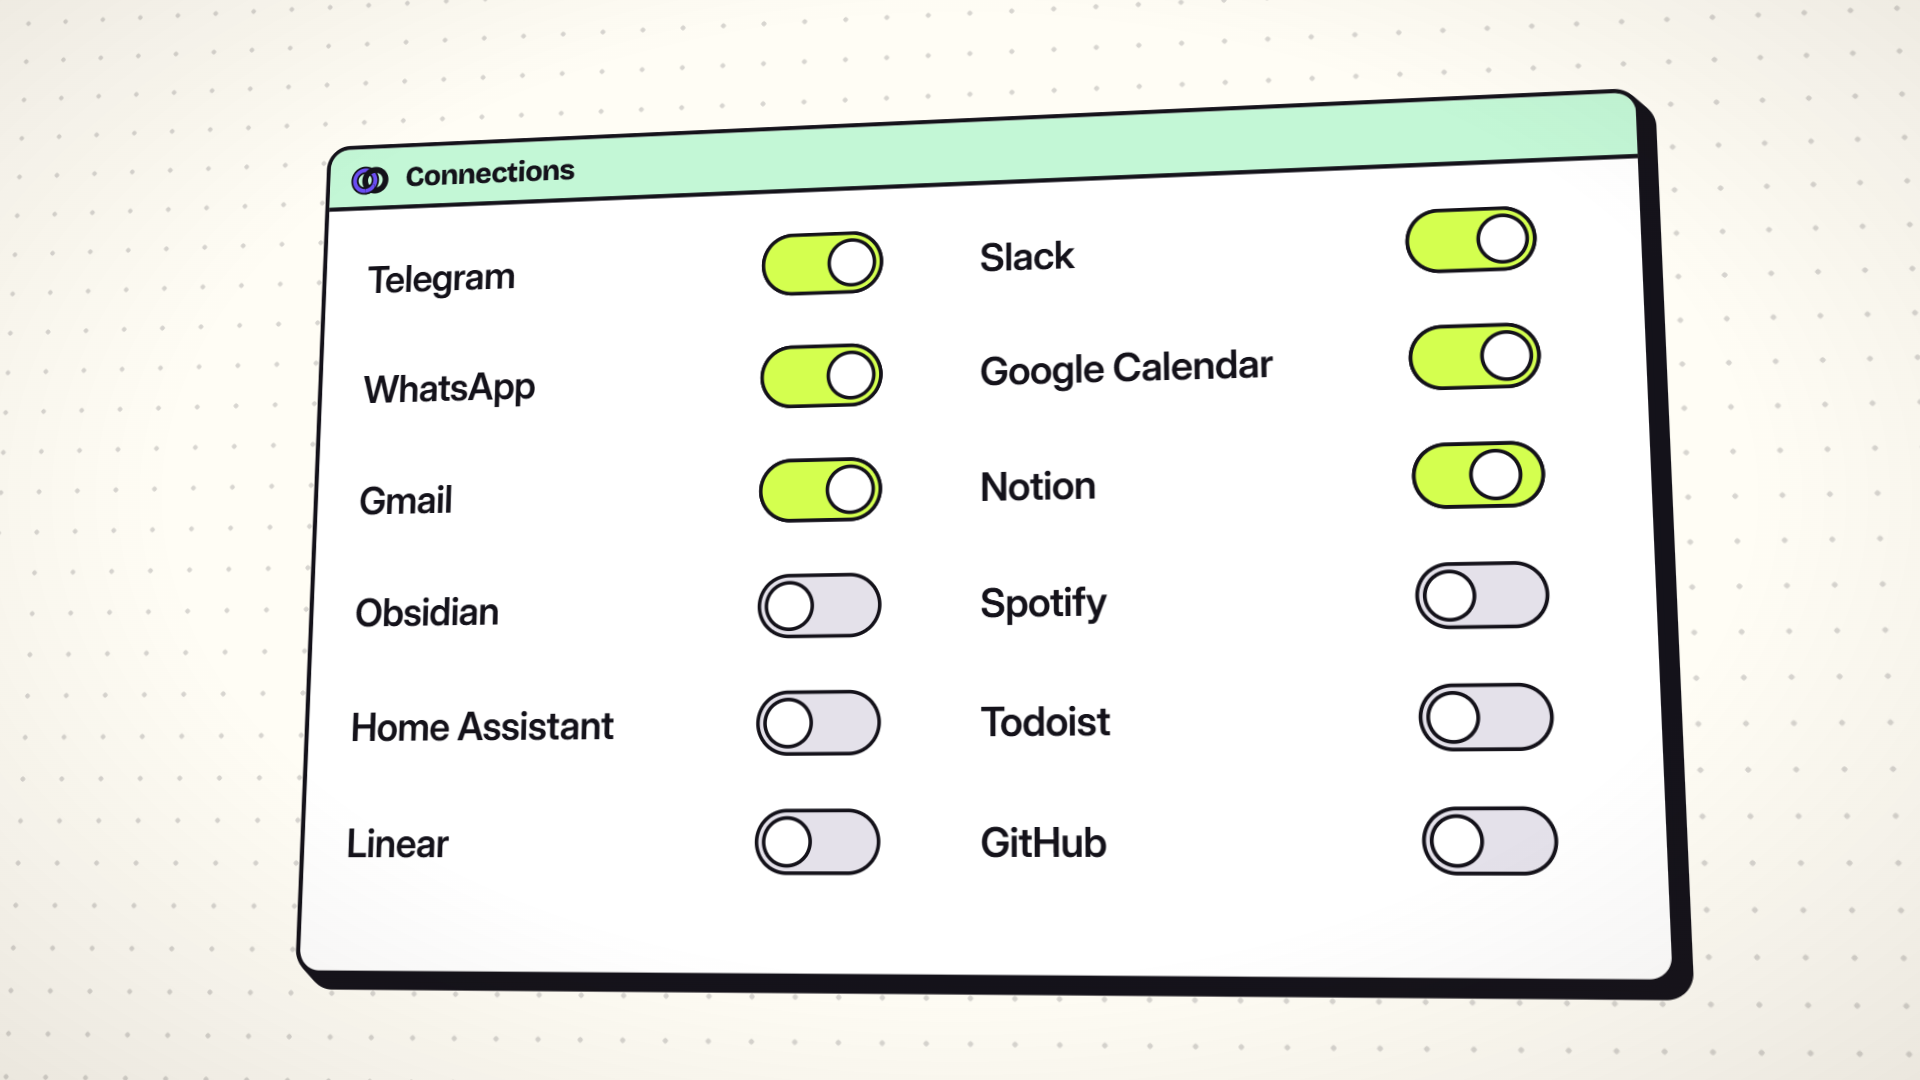 Connections
Telegram
Slack
WhatsApp
Google Calendar
Gmail
Notion
Obsidian
Spotify
Home Assistant
Todoist
Linear
GitHub